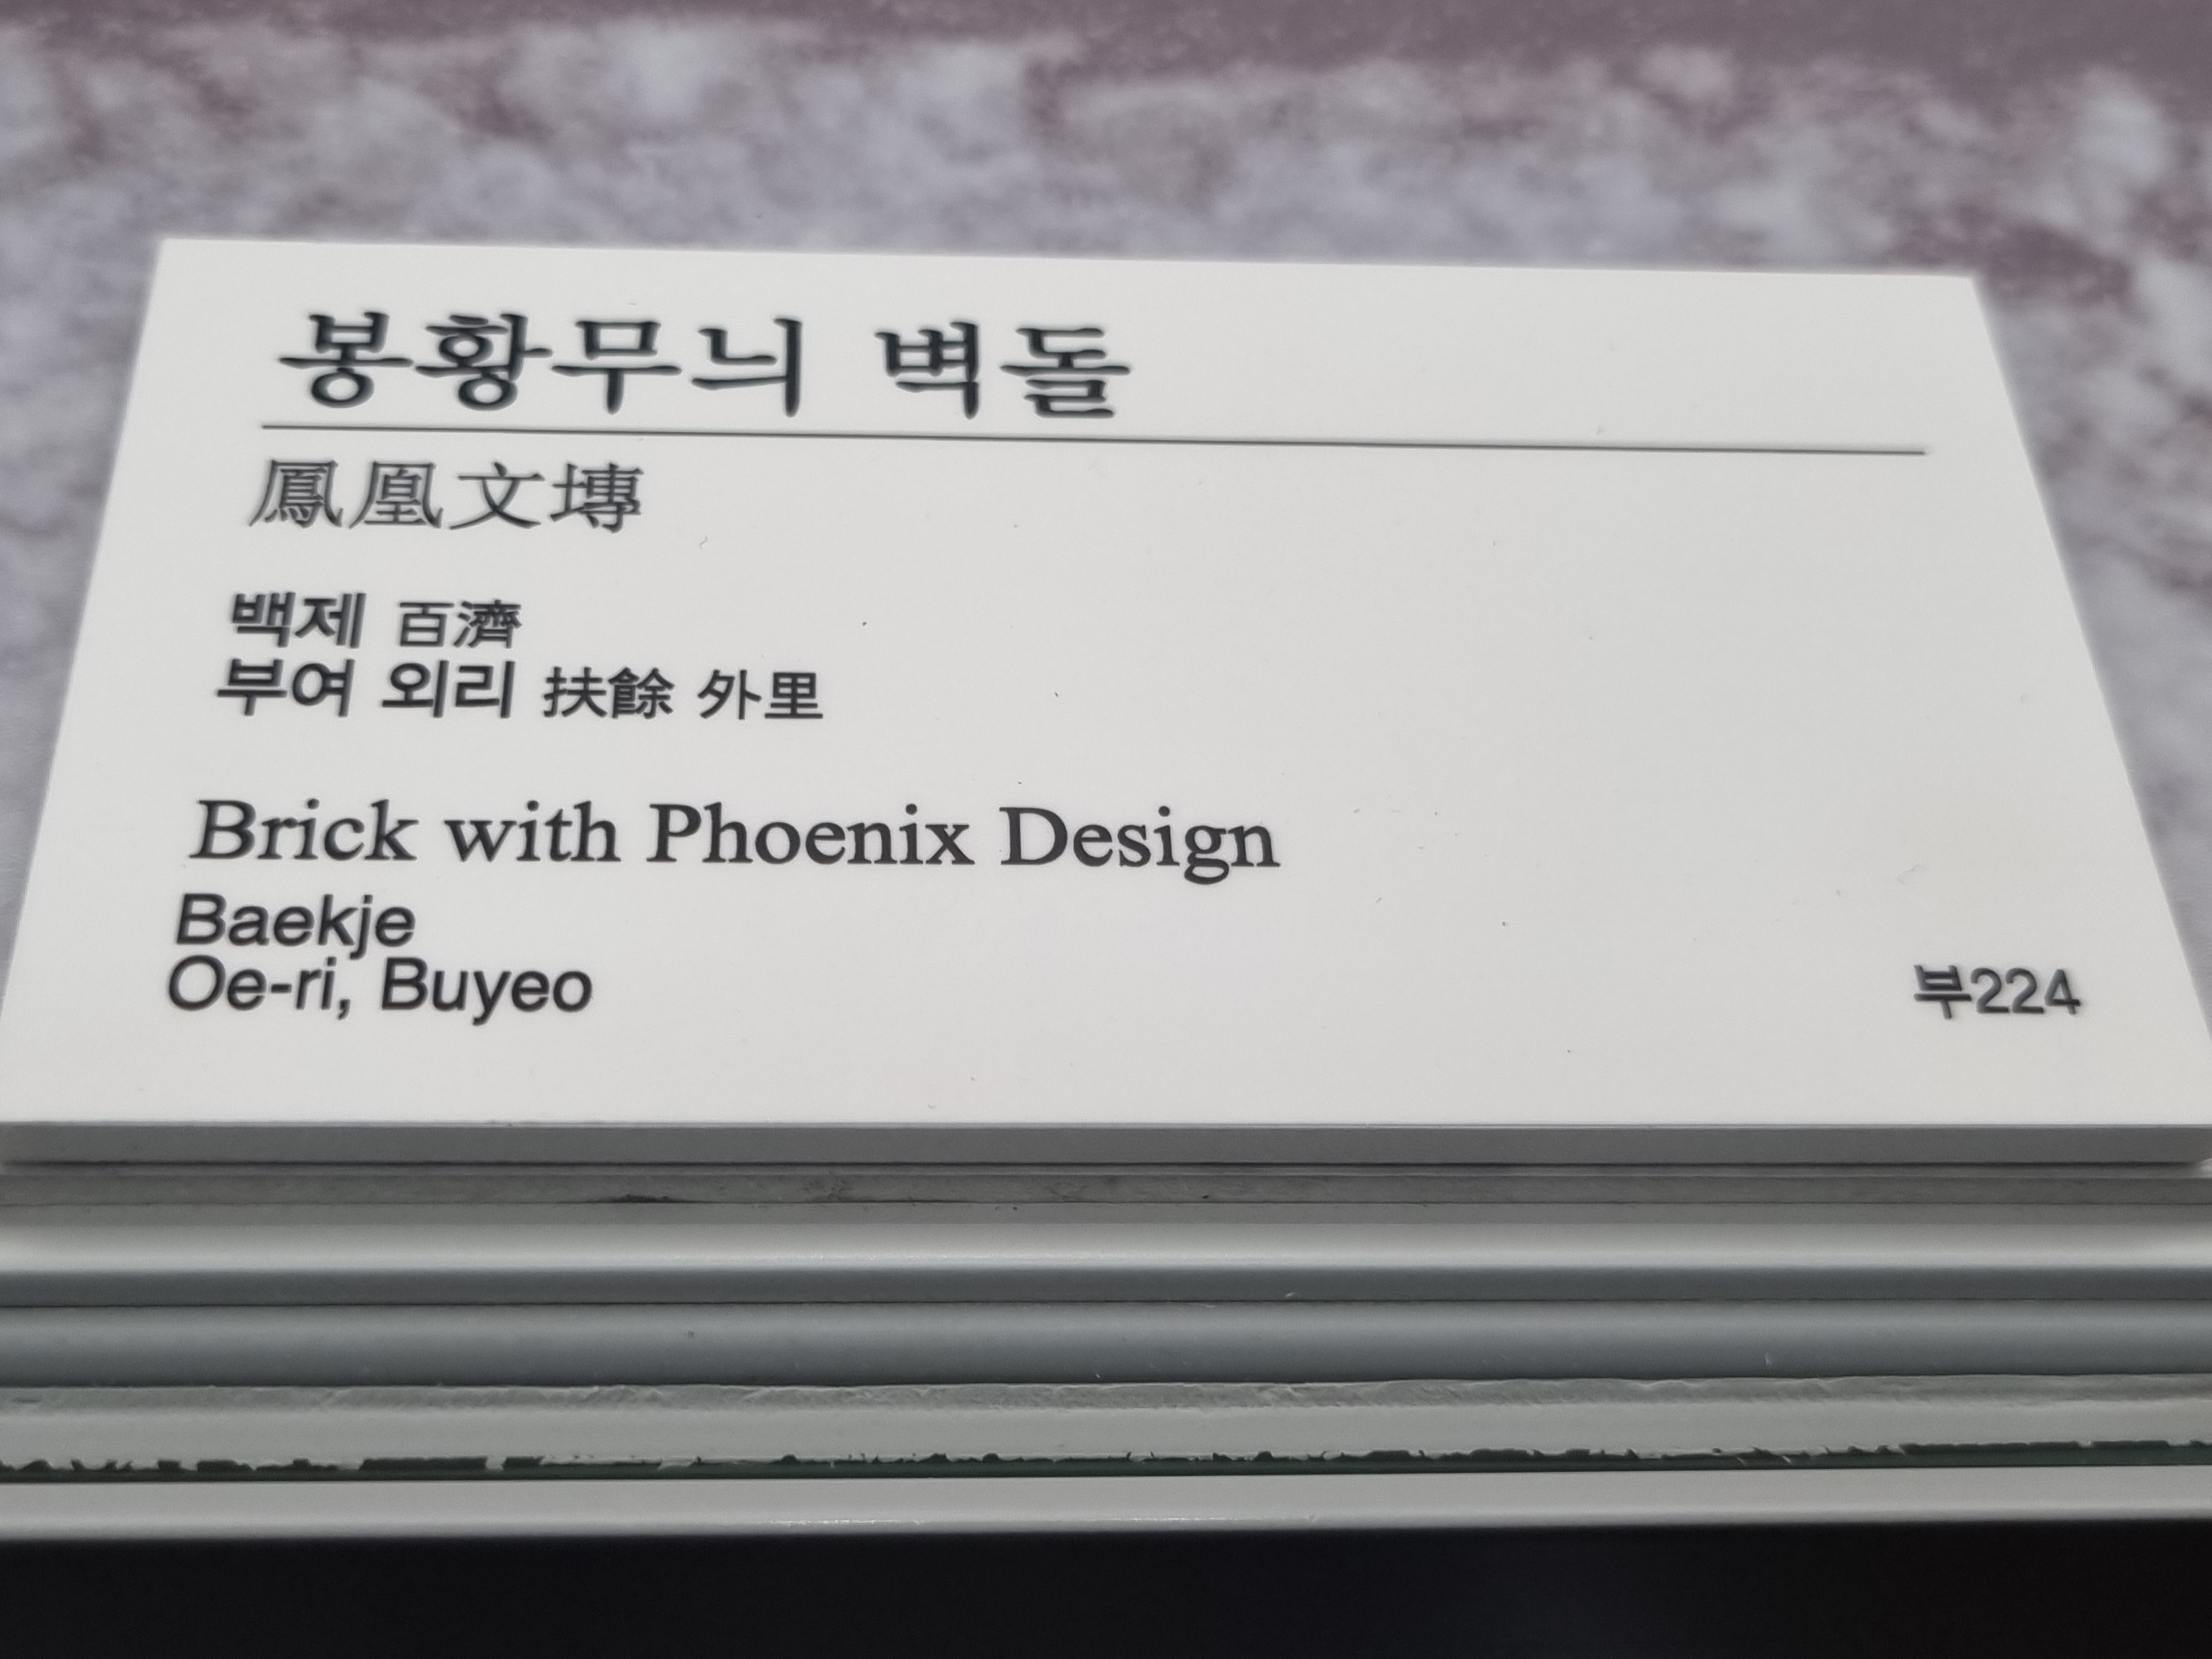 봉황무늬 벽돌
鳳凰文塼
백제 百濟
부여 외리 扶餘 外里
Brick with Phoenix Design
Baekje
Oe-ri, Buyeo
부224